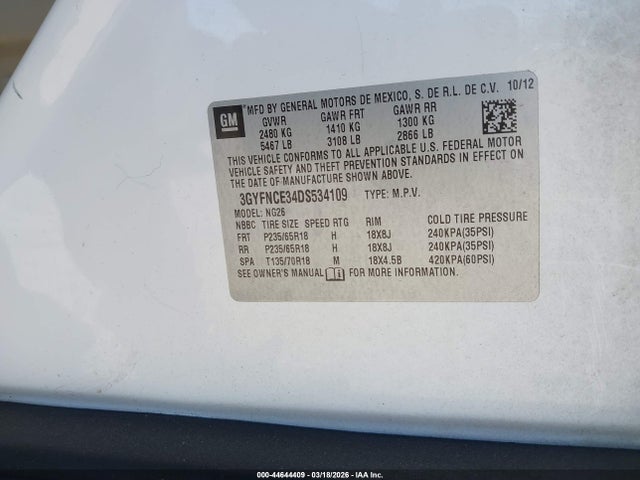 GM
MFD BY GENERAL MOTORS DE MEXICO, S. DE R.L. DE C.V. 10/12
GVWR GAWR FRT GAWR RR
2480 KG 1410 KG 1300 KG
5467 LB 3108 LB 2866 LB
THIS VEHICLE CONFORMS TO ALL APPLICABLE U.S. FEDERAL MOTOR
VEHICLE SAFETY AND THEFT PREVENTION STANDARDS IN EFFECT ON
THE DATE OF MANUFACTURE SHOWN ABOVE.
3GYFNCE34DS534109 TYPE: M.P.V.
MODEL: NG26
NBBC TIRE SIZE SPEED RTG RIM COLD TIRE PRESSURE
FRT P235/65R18 H 18X8J 240KPA(35PSI)
RR P235/65R18 H 18X8J 240KPA(35PSI)
SPA T135/70R18 M 18X4.5B 420KPA(60PSI)
SEE OWNER'S MANUAL FOR MORE INFORMATION.
000-44644409 - 03/18/2026 - IAA Inc.